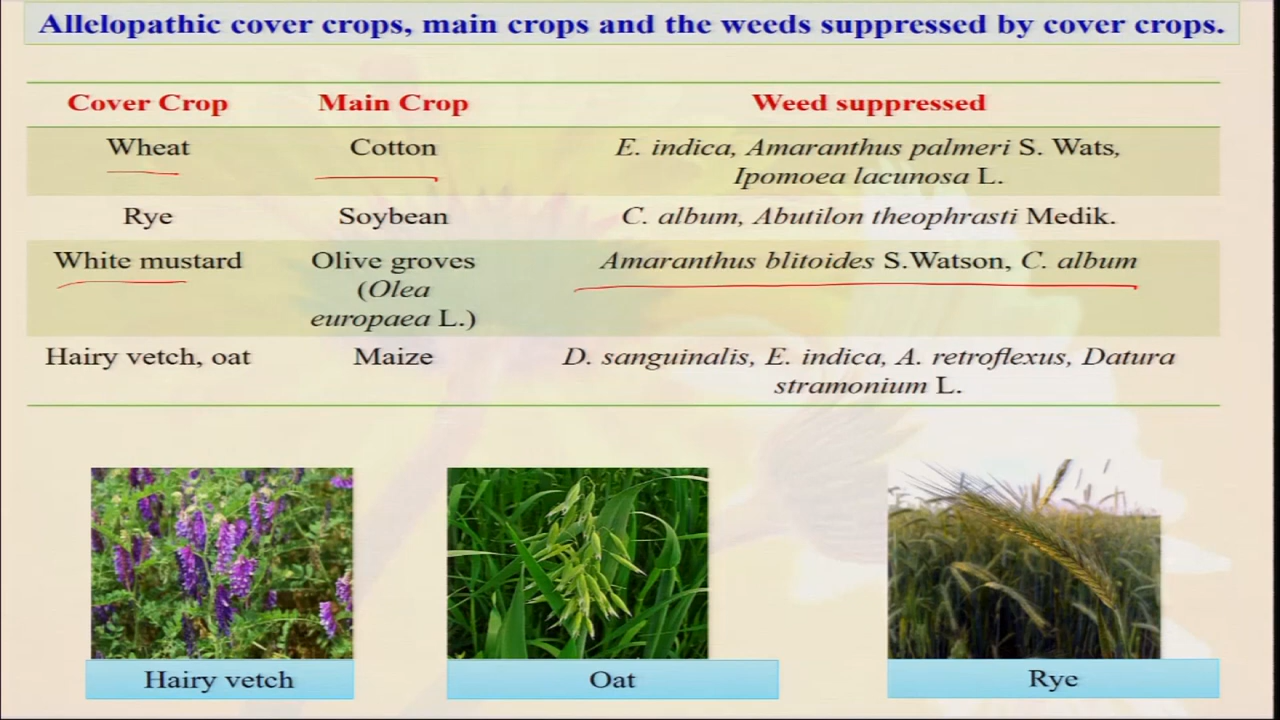 Allelopathic cover crops, main crops and the weeds suppressed by cover crops.
Cover Crop Main Crop Weed suppressed
Wheat Cotton E. indica, Amaranthus palmeri S. Wats,
Ipomoea lacunosa L.
Rye Soybean C. album, Abutilon theophrasti Medik.
White mustard Olive groves Amaranthus blitoides S.Watson, C. album
(Olea
europaea L.)
Hairy vetch, oat Maize D. sanguinalis, E. indica, A. retroflexus, Datura
stramonium L.
Hairy vetch Oat Rye